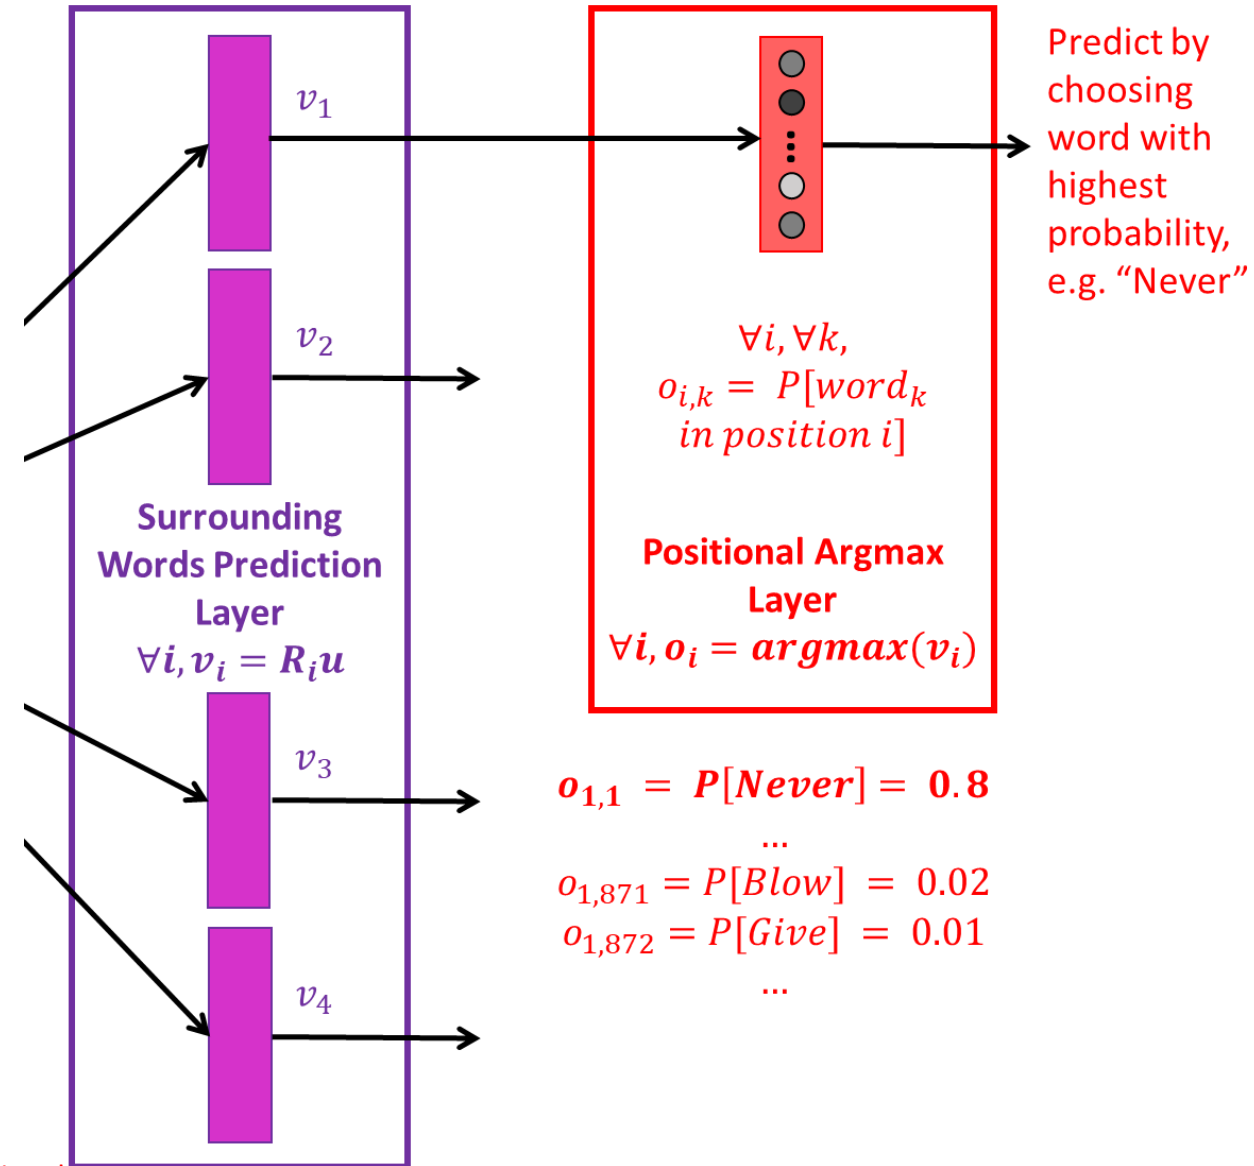 v₁
v₂
Surrounding
Words Prediction
Layer
∀i, vᵢ = Rᵢu
v₃
v₄
∀i, ∀k,
oᵢ,ₖ = P[wordₖ
in position i]
Positional Argmax
Layer
∀i, oᵢ = argmax(vᵢ)
Predict by
choosing
word with
highest
probability,
e.g. “Never”
o₁,₁ = P[Never] = 0.8
...
o₁,₈₇₁ = P[Blow] = 0.02
o₁,₈₇₂ = P[Give] = 0.01
...